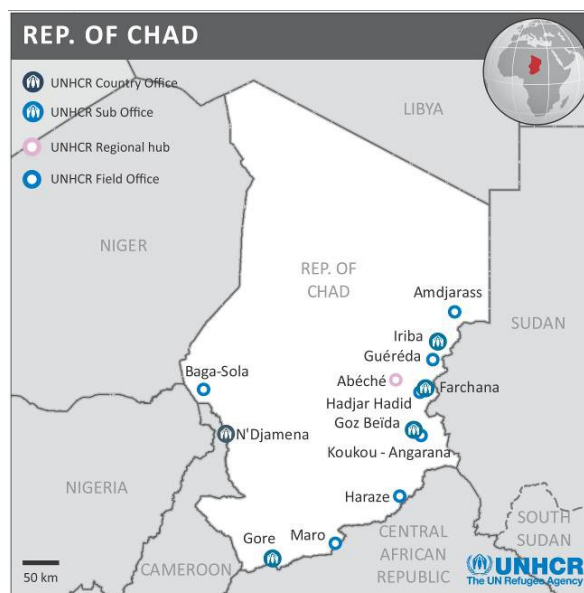 REP. OF CHAD
UNHCR Country Office
UNHCR Sub Office
UNHCR Regional hub
UNHCR Field Office
LIBYA
NIGER
REP. OF
CHAD
Amdjarass
SUDAN
Iriba
Guéréda
Baga-Sola
Abéché
Farchana
Hadjar Hadid
Goz Beïda
N'Djamena
Koukou - Angarana
NIGERIA
Haraze
Gore
Maro
CENTRAL
AFRICAN
REPUBLIC
SOUTH
SUDAN
CAMEROON
50 km
UNHCR
The UN Refugee Agency